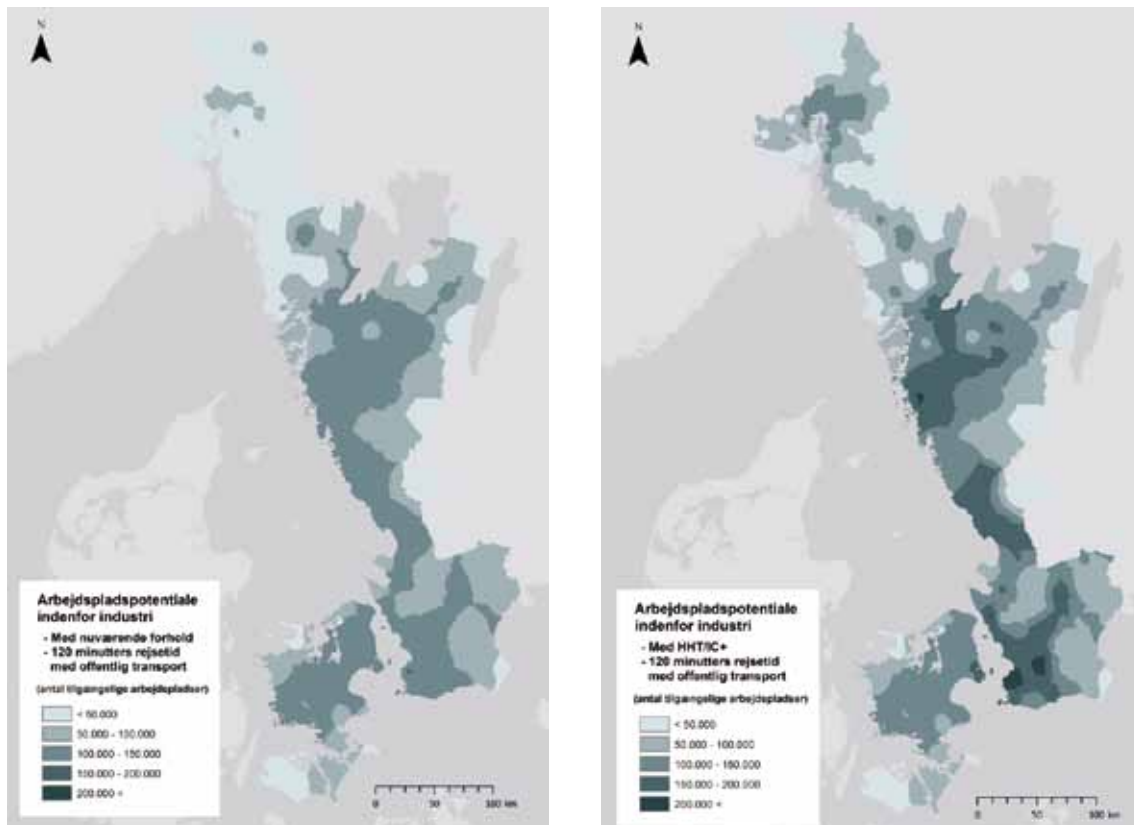 N
Arbejdspladspotentiale
indenfor industri
- Med nuværende forhold
- 120 minutters rejsetid
med offentlig transport
(antal tilgængelige arbejdspladser)
< 50.000
50.000 - 100.000
100.000 - 150.000
150.000 - 200.000
200.000 <
0 50 100 km
N
Arbejdspladspotentiale
indenfor industri
- Med HHT/IC+
- 120 minutters rejsetid
med offentlig transport
(antal tilgængelige arbejdspladser)
< 50.000
50.000 - 100.000
100.000 - 150.000
150.000 - 200.000
200.000 <
0 50 100 km